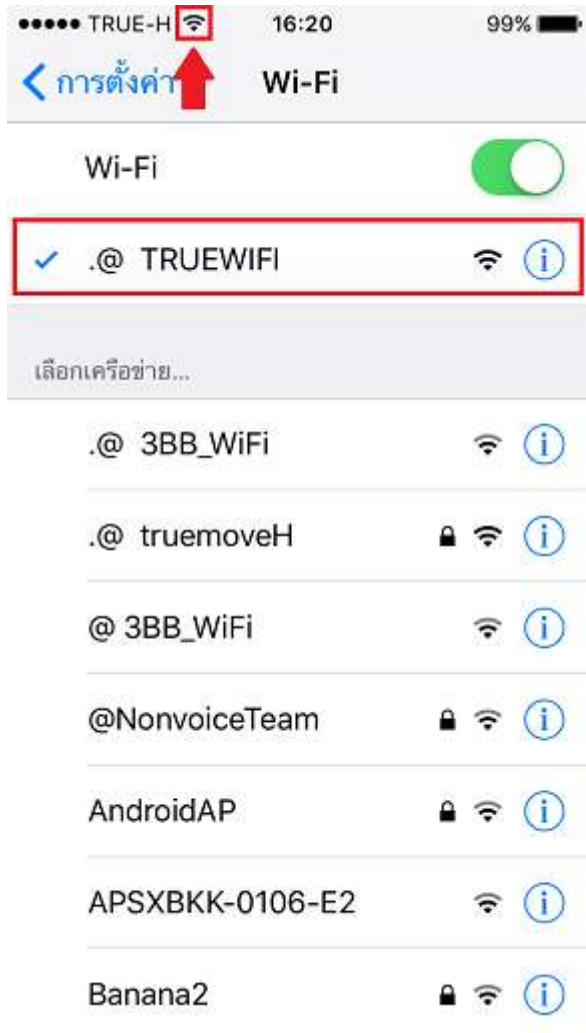 TRUE-H 16:20 99%
การตั้งค่า Wi-Fi
Wi-Fi
.@ TRUEWIFI
เลือกเครือข่าย...
.@ 3BB_WiFi
.@ truemoveH
@ 3BB_WiFi
@NonvoiceTeam
AndroidAP
APSXBKK-0106-E2
Banana2